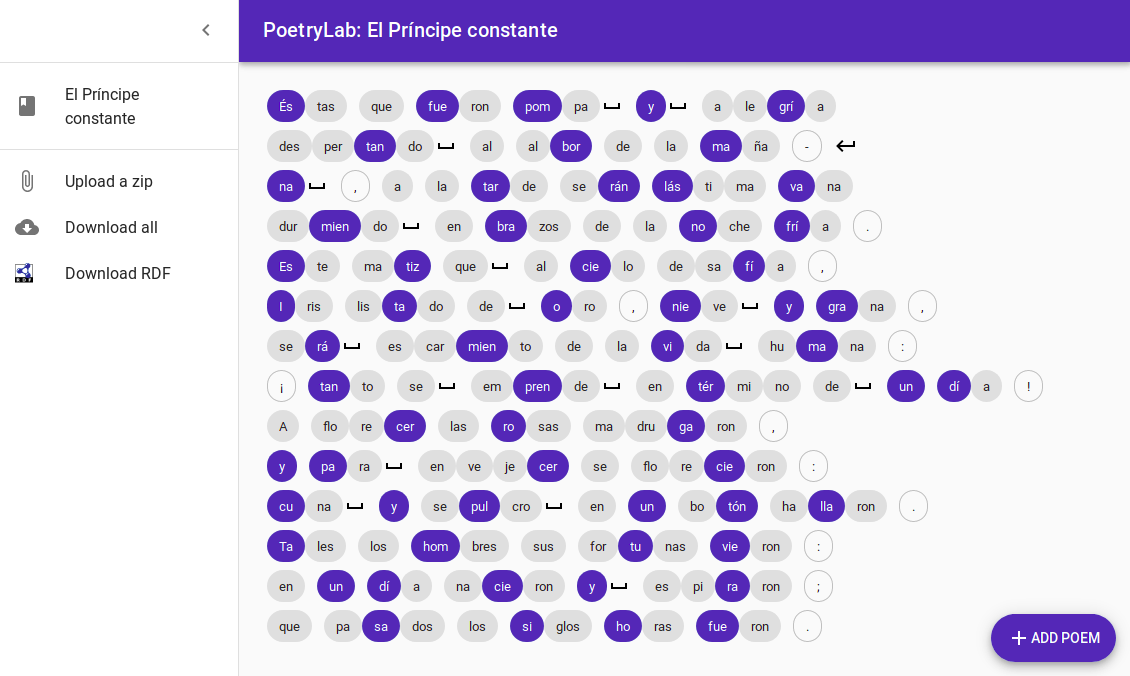 PoetryLab: El Príncipe constante
El Príncipe
constante
Upload a zip
Download all
Download RDF
És tas que fue ron pom pa y a le grí a
des per tan do al al bor de la ma ña -
na , a la tar de se rán lás ti ma va na
dur mien do en bra zos de la no che frí a .
Es te ma tiz que al cie lo de sa fí a ,
I ris lis ta do de o ro , nie ve y gra na ,
se rá es car mien to de la vi da hu ma na :
¡ tan to se em pren de en tér mi no de un dí a !
A flo re cer las ro sas ma dru ga ron ,
y pa ra en ve je cer se flo re cie ron :
cu na y se pul cro en un bo tón ha lla ron .
Ta les los hom bres sus for tu nas vie ron :
en un dí a na cie ron y es pi ra ron ;
que pa sa dos los si glos ho ras fue ron .
ADD POEM